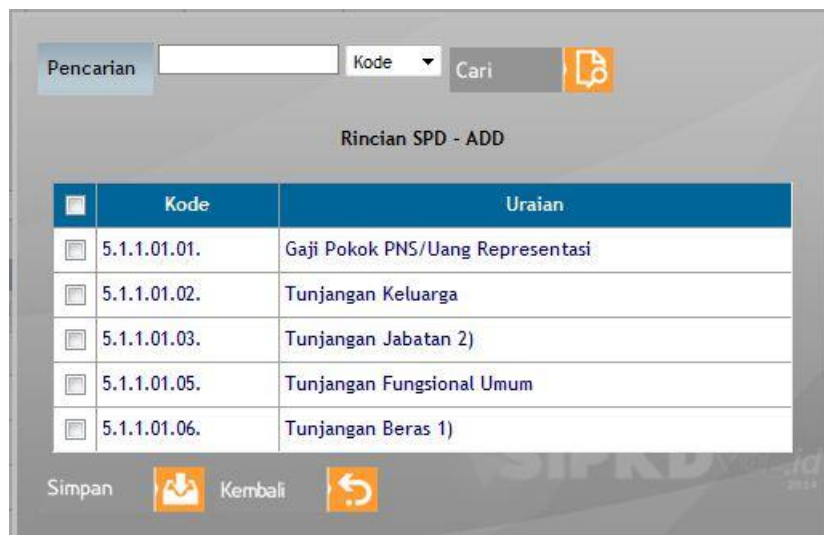 Pencarian Kode Cari
Rincian SPD - ADD
Kode Uraian
5.1.1.01.01. Gaji Pokok PNS/Uang Representasi
5.1.1.01.02. Tunjangan Keluarga
5.1.1.01.03. Tunjangan Jabatan 2)
5.1.1.01.05. Tunjangan Fungsional Umum
5.1.1.01.06. Tunjangan Beras 1)
SIPKD
2014
Simpan Kembali